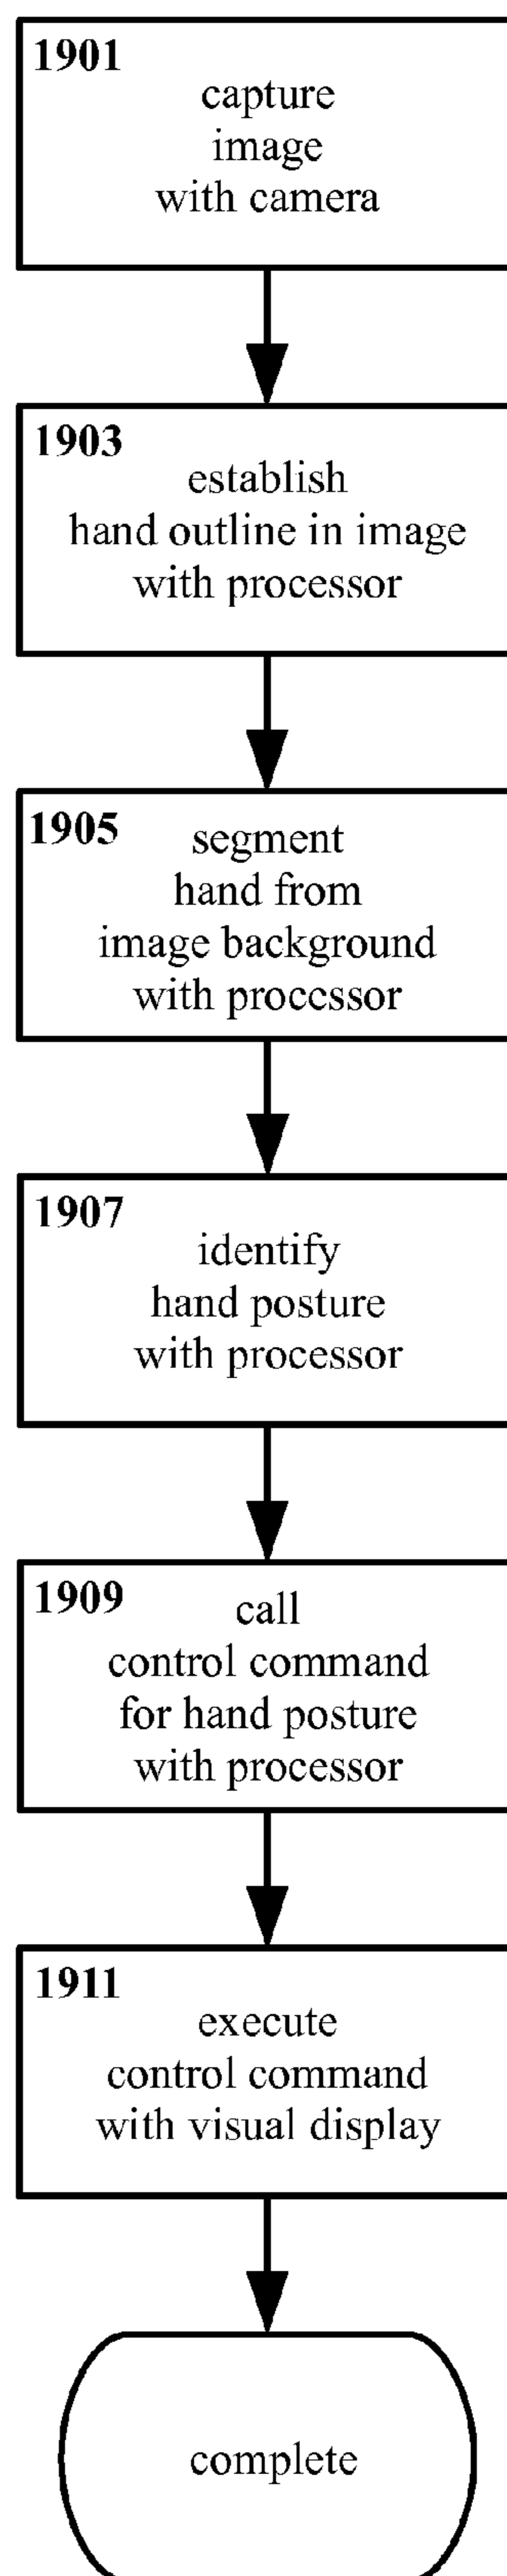 1901
capture
image
with camera
1903
establish
hand outline in image
with processor
1905
segment
hand from
image background
with processor
1907
identify
hand posture
with processor
1909
call
control command
for hand posture
with processor
1911
execute
control command
with visual display
complete